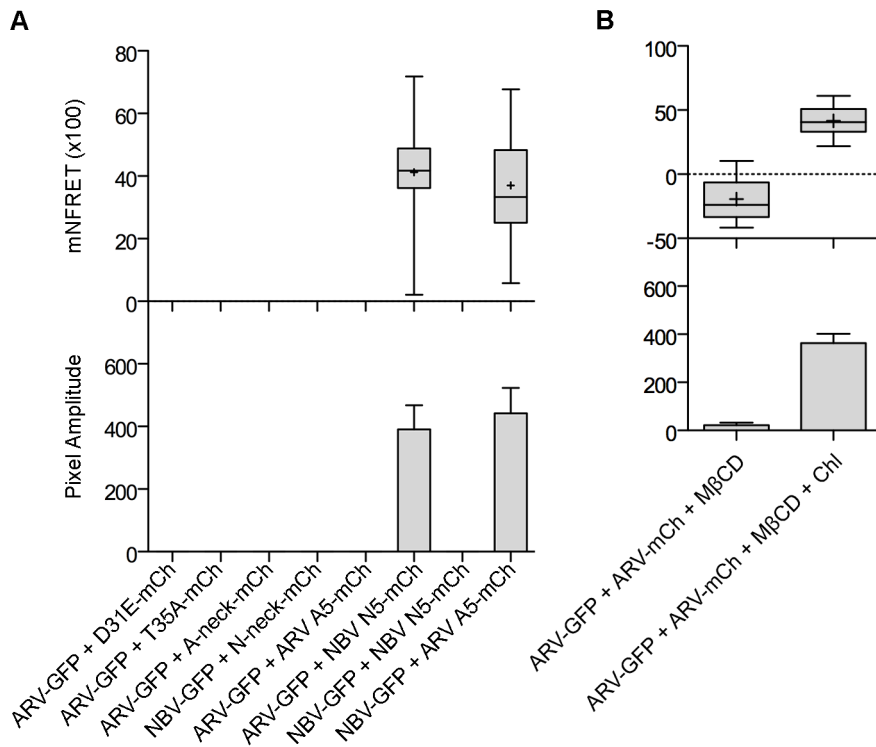 A
B
mNFRET (x100)
80
60
40
20
0
Pixel Amplitude
600
400
200
0
ARV-GFP + D31E-mCh
ARV-GFP + T35A-mCh
ARV-GFP + A-neck-mCh
NBV-GFP + N-neck-mCh
ARV-GFP + ARV A5-mCh
ARV-GFP + NBV N5-mCh
NBV-GFP + NBV N5-mCh
NBV-GFP + ARV A5-mCh
100
50
0
-50
600
400
200
0
ARV-GFP + ARV-mCh + MβCD
ARV-GFP + ARV-mCh + MβCD + Chl